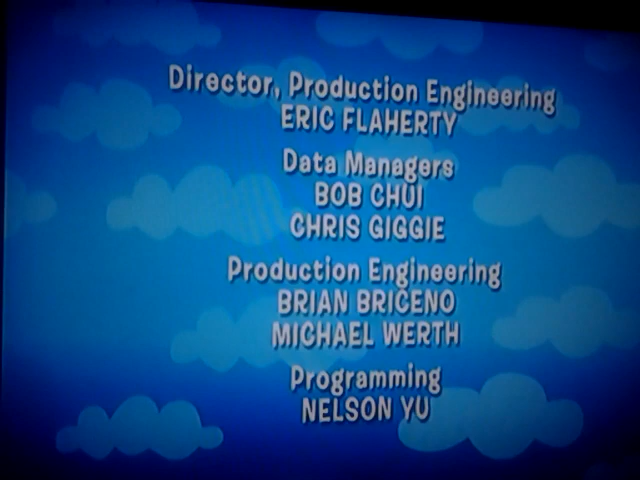 Director, Production Engineering
ERIC FLAHERTY
Data Managers
BOB CHUI
CHRIS GIGGIE
Production Engineering
BRIAN BRICENO
MICHAEL WERTH
Programming
NELSON YU